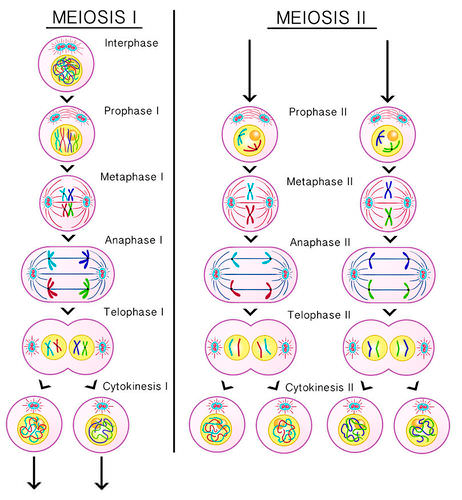 MEIOSIS I
Interphase
Prophase I
Metaphase I
Anaphase I
Telophase I
Cytokinesis I
MEIOSIS II
Prophase II
Metaphase II
Anaphase II
Telophase II
Cytokinesis II